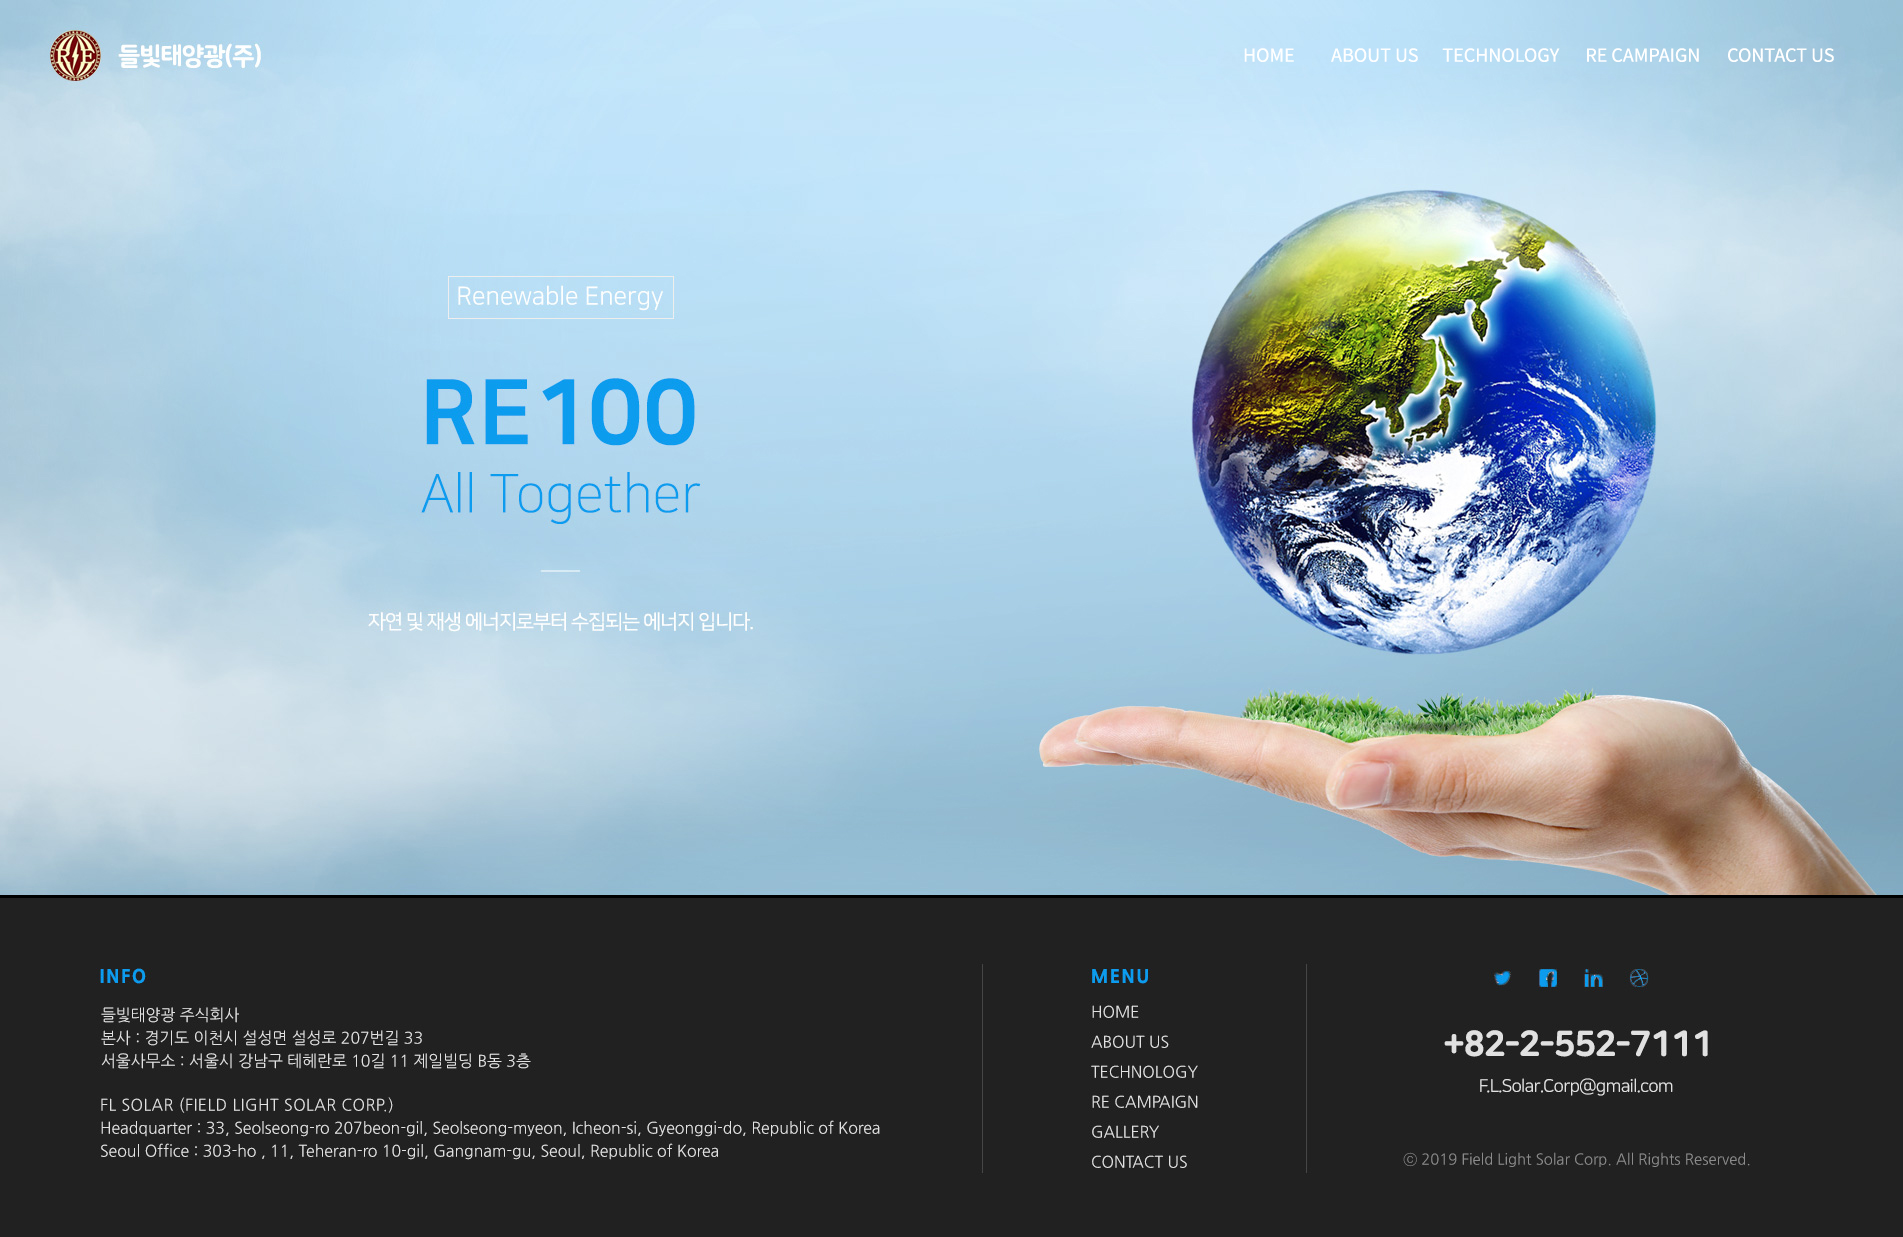 RE
들빛태양광(주)
HOME ABOUT US TECHNOLOGY RE CAMPAIGN CONTACT US
Renewable Energy
RE100
All Together
자연 및 재생 에너지로부터 수집되는 에너지 입니다.
INFO
들빛태양광 주식회사
본사 : 경기도 이천시 설성면 설성로 207번길 33
서울사무소 : 서울시 강남구 테헤란로 10길 11 제일빌딩 B동 3층
FL SOLAR (FIELD LIGHT SOLAR CORP.)
Headquarter : 33, Seolseong-ro 207beon-gil, Seolseong-myeon, Icheon-si, Gyeonggi-do, Republic of Korea
Seoul Office : 303-ho , 11, Teheran-ro 10-gil, Gangnam-gu, Seoul, Republic of Korea
MENU
HOME
ABOUT US
TECHNOLOGY
RE CAMPAIGN
GALLERY
CONTACT US
+82-2-552-7111
F.L.Solar.Corp@gmail.com
ⓒ 2019 Field Light Solar Corp. All Rights Reserved.